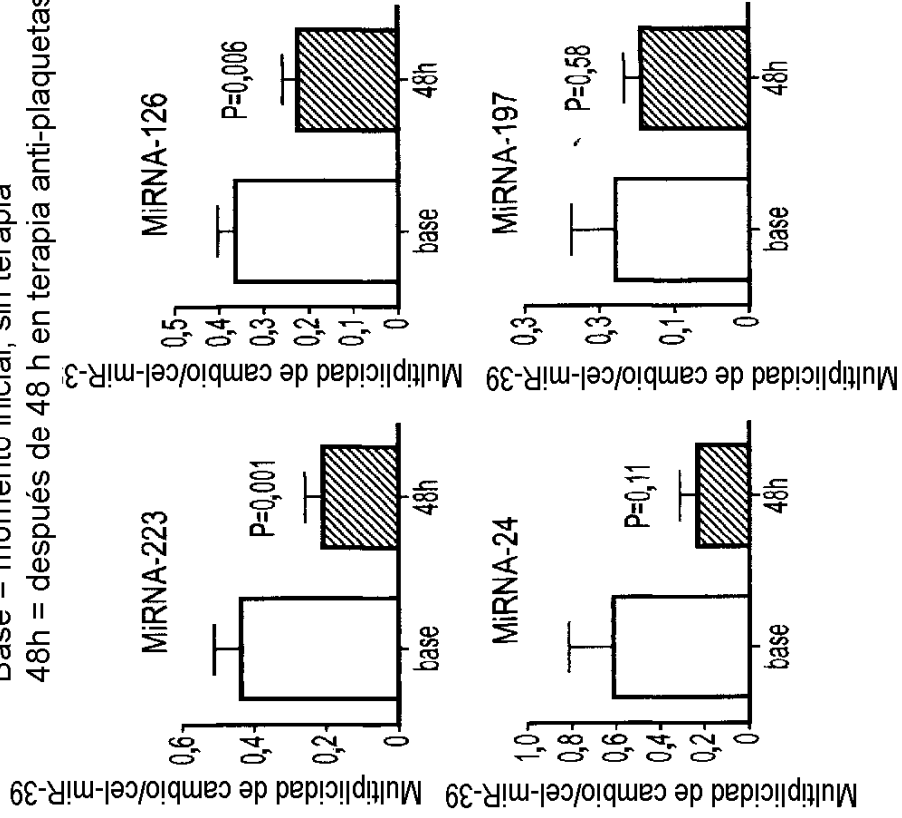 Base = momento inicial, sin terapia
48h = después de 48 h en terapia anti-plaquetas
MiRNA-223
Multiplicidad de cambio/cel-miR-39
0,6
0,4
0,2
0
P=0,001
base
48h
MiRNA-126
Multiplicidad de cambio/cel-miR-3
0,5
0,4
0,3
0,2
0,1
0
P=0,006
base
48h
MiRNA-24
Multiplicidad de cambio/cel-miR-39
1,0
0,8
0,6
0,4
0,2
0
P=0,11
base
48h
MiRNA-197
Multiplicidad de cambio/cel-miR-39
0,3
0,3
0,1
0
P=0,58
base
48h